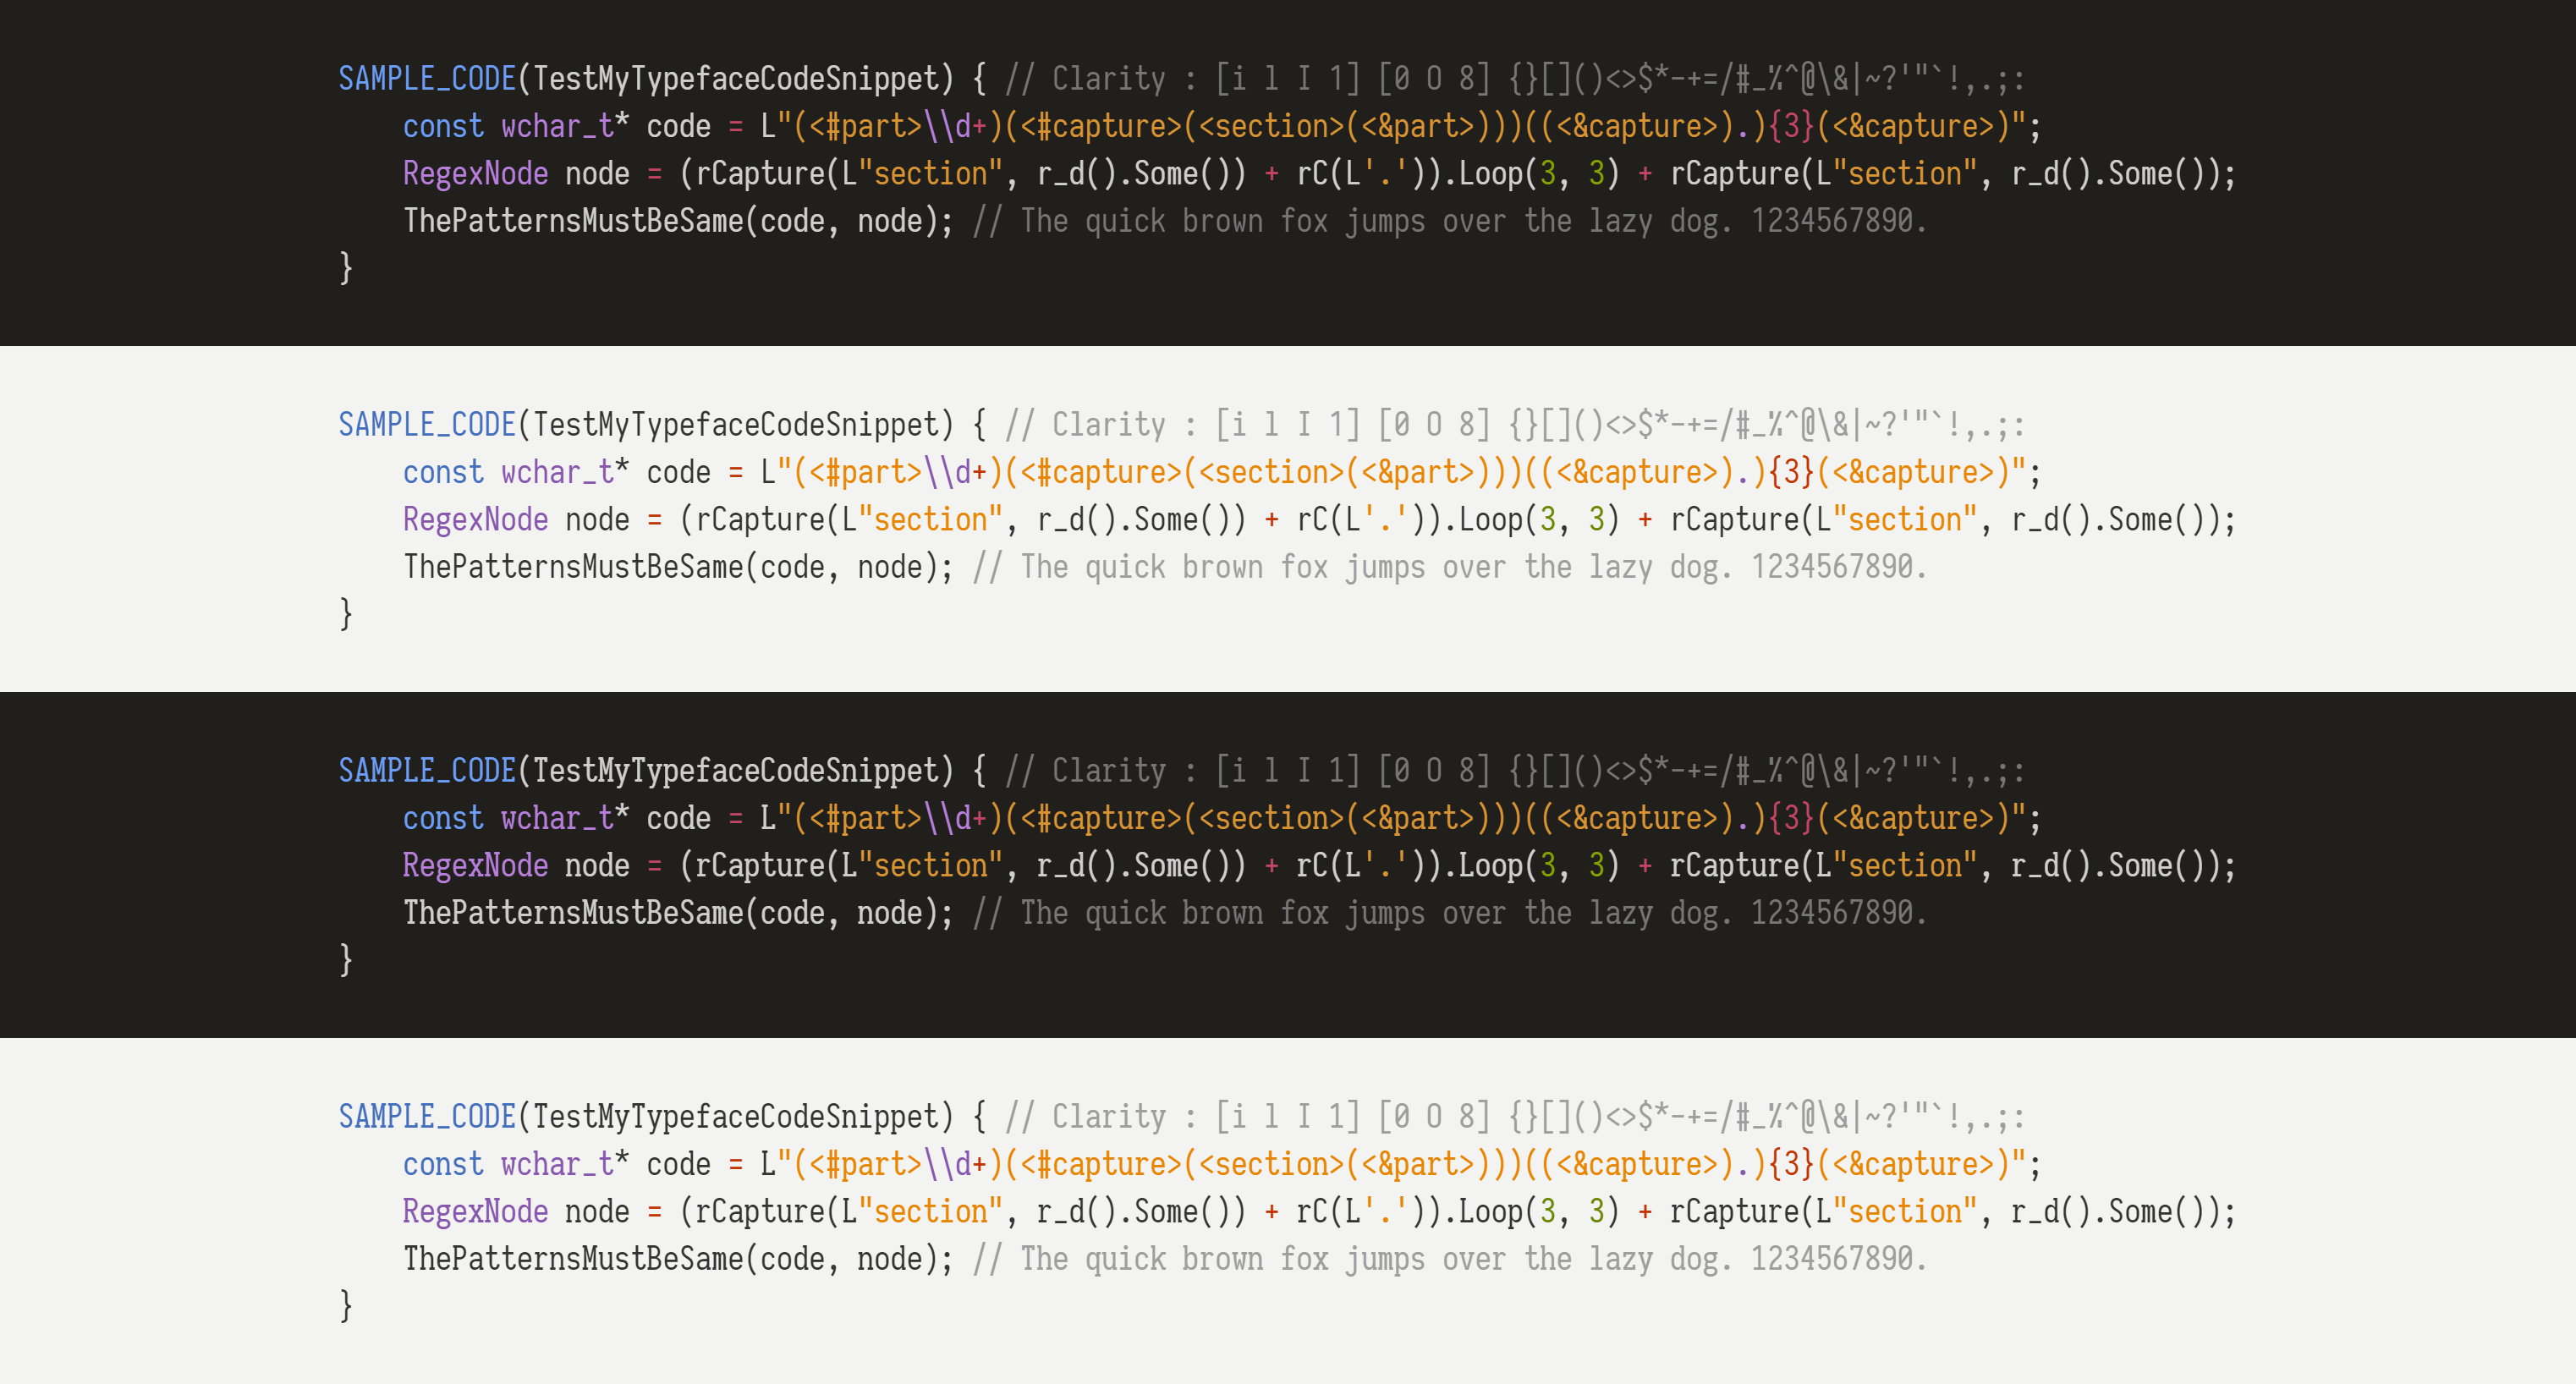 SAMPLE_CODE(TestMyTypefaceCodeSnippet) { // Clarity : [i l I 1] [0 O 8] {}[]()<>$*-+=/#_%^@\&|~?'"`!,.;:
    const wchar_t* code = L"(<#part>\\d+)(<#capture>(<section>(<&part>)))((<&capture>).){3}(<&capture>)";
    RegexNode node = (rCapture(L"section", r_d().Some()) + rC(L'.')).Loop(3, 3) + rCapture(L"section", r_d().Some());
    ThePatternsMustBeSame(code, node); // The quick brown fox jumps over the lazy dog. 1234567890.
}
SAMPLE_CODE(TestMyTypefaceCodeSnippet) { // Clarity : [i l I 1] [0 O 8] {}[]()<>$*-+=/#_%^@\&|~?'"`!,.;:
    const wchar_t* code = L"(<#part>\\d+)(<#capture>(<section>(<&part>)))((<&capture>).){3}(<&capture>)";
    RegexNode node = (rCapture(L"section", r_d().Some()) + rC(L'.')).Loop(3, 3) + rCapture(L"section", r_d().Some());
    ThePatternsMustBeSame(code, node); // The quick brown fox jumps over the lazy dog. 1234567890.
}
SAMPLE_CODE(TestMyTypefaceCodeSnippet) { // Clarity : [i l I 1] [0 O 8] {}[]()<>$*-+=/#_%^@\&|~?'"`!,.;:
    const wchar_t* code = L"(<#part>\\d+)(<#capture>(<section>(<&part>)))((<&capture>).){3}(<&capture>)";
    RegexNode node = (rCapture(L"section", r_d().Some()) + rC(L'.')).Loop(3, 3) + rCapture(L"section", r_d().Some());
    ThePatternsMustBeSame(code, node); // The quick brown fox jumps over the lazy dog. 1234567890.
}
SAMPLE_CODE(TestMyTypefaceCodeSnippet) { // Clarity : [i l I 1] [0 O 8] {}[]()<>$*-+=/#_%^@\&|~?'"`!,.;:
    const wchar_t* code = L"(<#part>\\d+)(<#capture>(<section>(<&part>)))((<&capture>).){3}(<&capture>)";
    RegexNode node = (rCapture(L"section", r_d().Some()) + rC(L'.')).Loop(3, 3) + rCapture(L"section", r_d().Some());
    ThePatternsMustBeSame(code, node); // The quick brown fox jumps over the lazy dog. 1234567890.
}